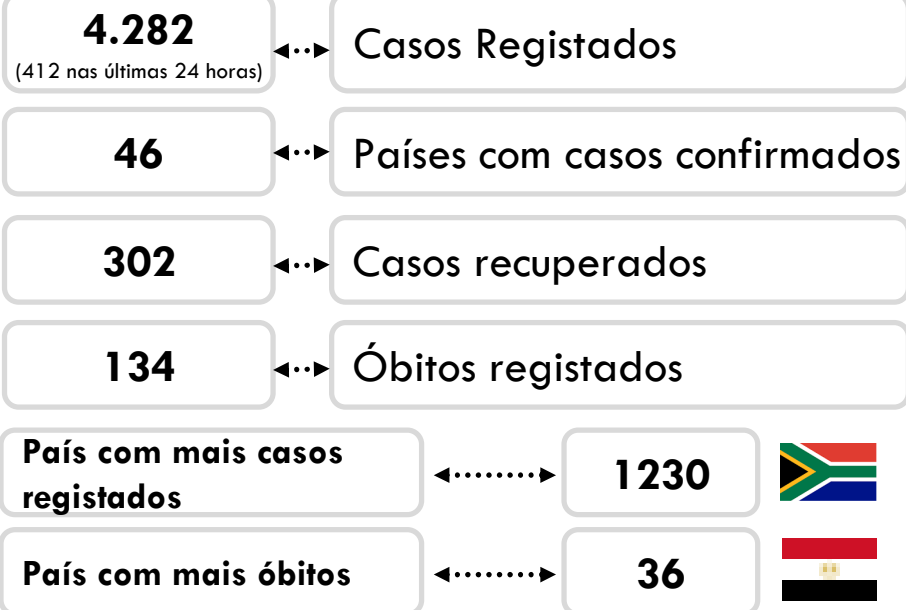 4.282
(412 nas últimas 24 horas)
Casos Registados
46
Países com casos confirmados
302
Casos recuperados
134
Óbitos registados
País com mais casos
registados
1230
País com mais óbitos
36